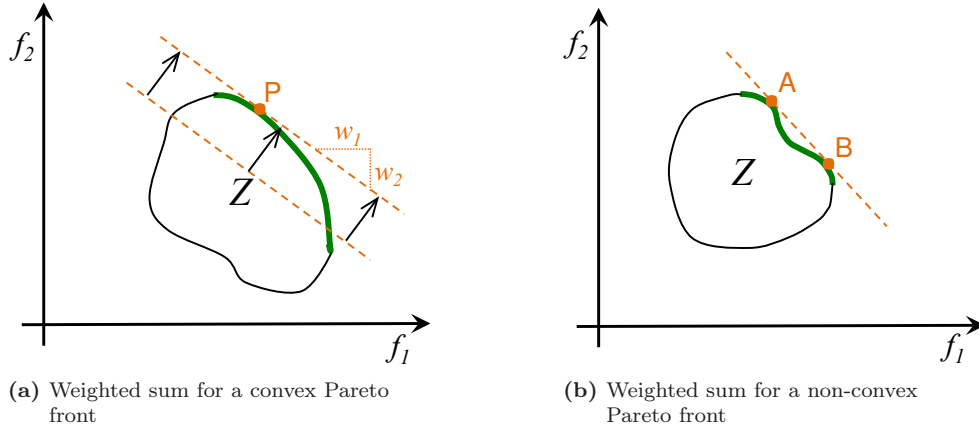 f2
P
w1
w2
Z
f1
(a) Weighted sum for a convex Pareto
front
f2
A
B
Z
f1
(b) Weighted sum for a non-convex
Pareto front